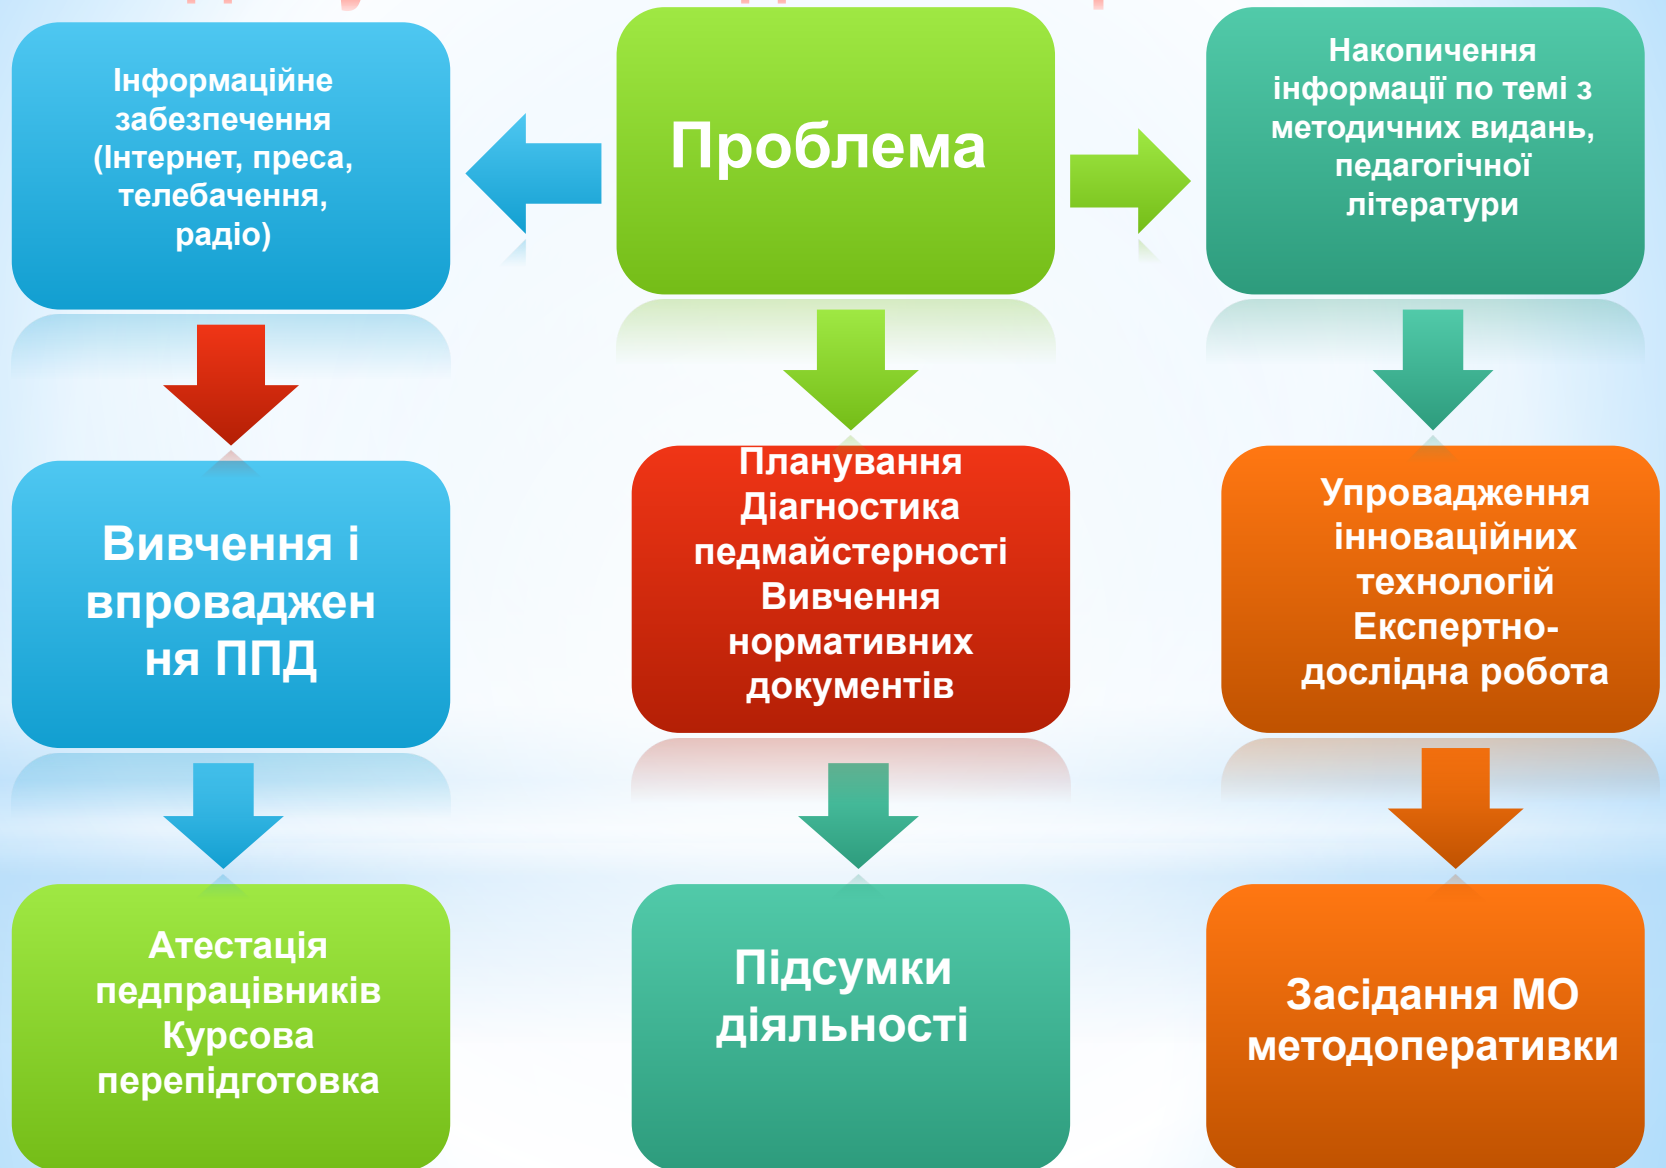 Інформаційне
забезпечення
(Інтернет, преса,
телебачення,
радіо)
Проблема
Накопичення
інформації по темі з
методичних видань,
педагогічної
літератури
Вивчення і
впроваджен
ня ППД
Планування
Діагностика
педмайстерності
Вивчення
нормативних
документів
Упровадження
інноваційних
технологій
Експертно-
дослідна робота
Атестація
педпрацівників
Курсова
перепідготовка
Підсумки
діяльності
Засідання МО
методоперативки